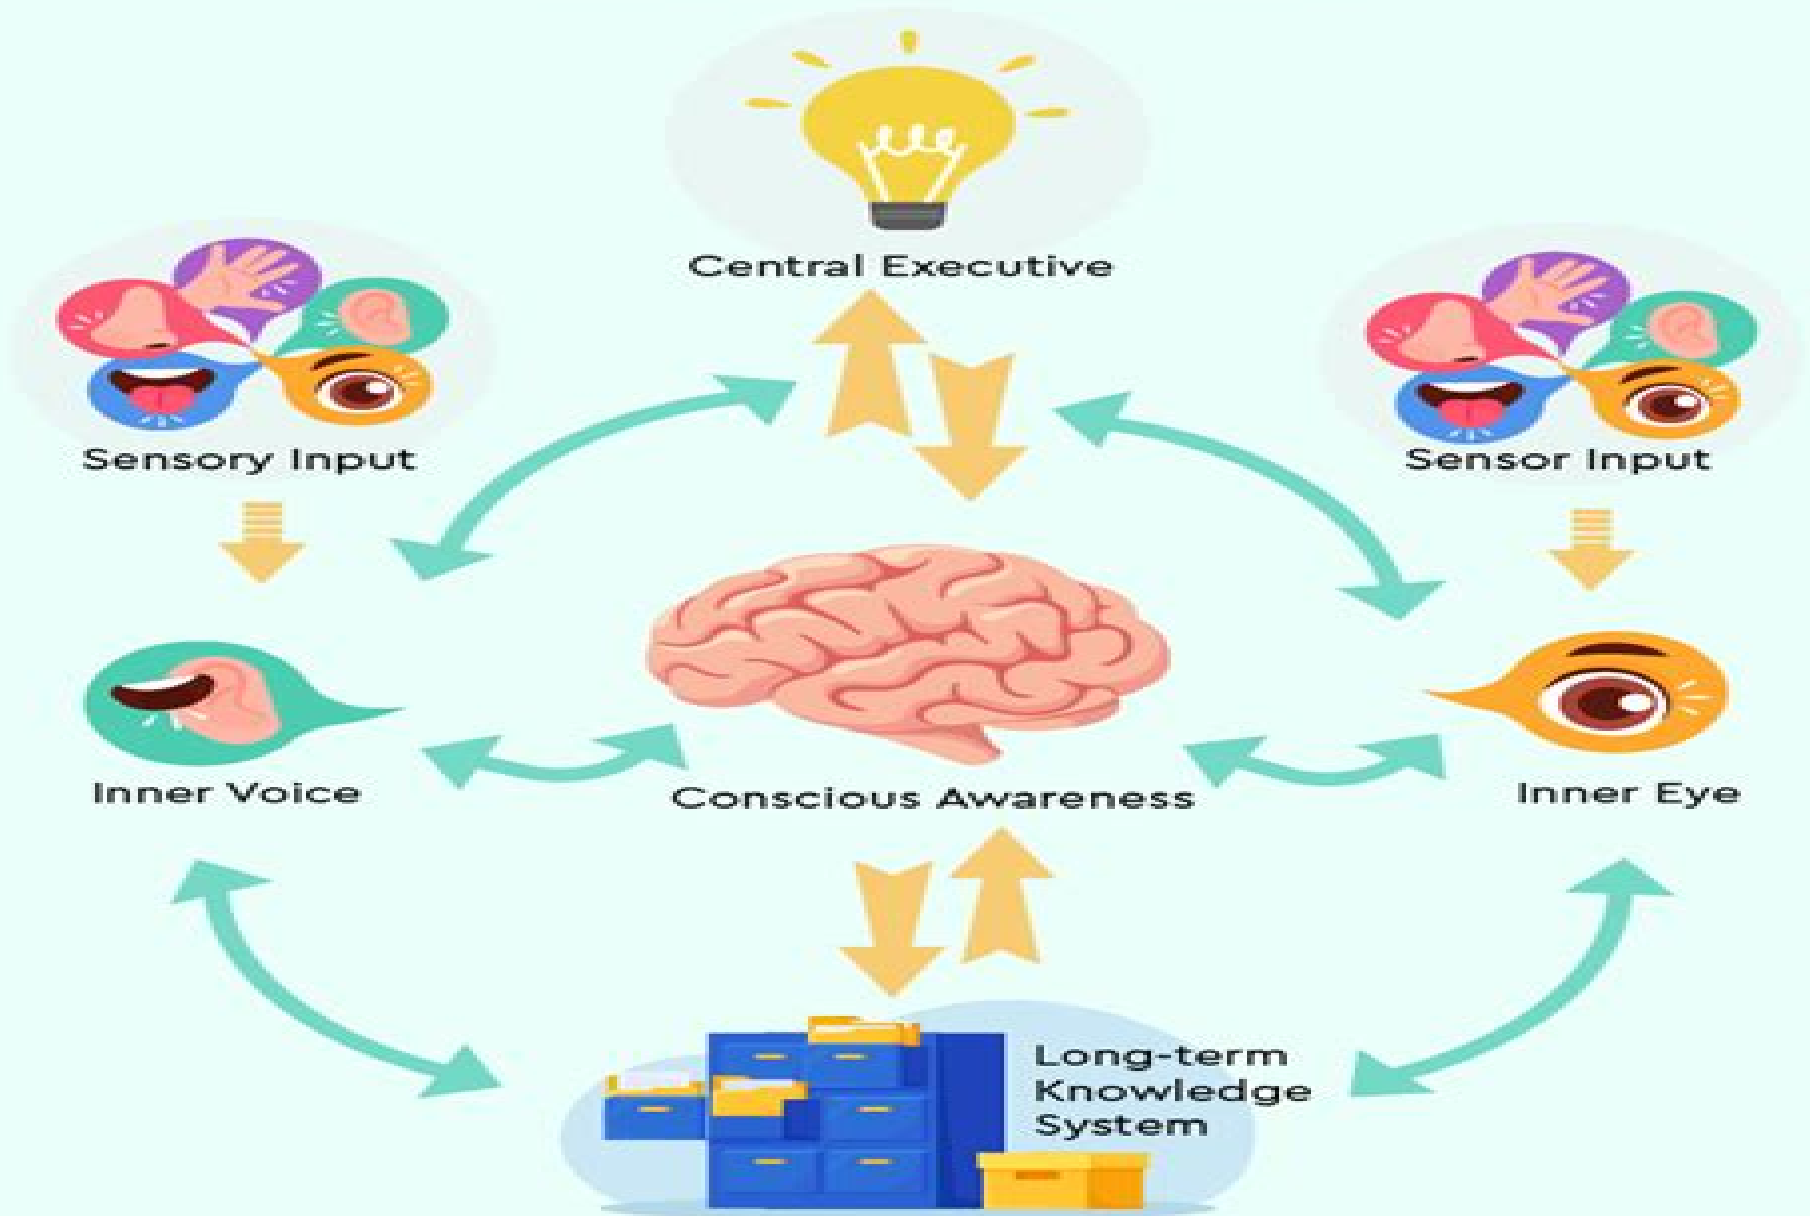 Central Executive
Sensory Input
Sensor Input
Inner Voice
Conscious Awareness
Inner Eye
Long-term
Knowledge
System